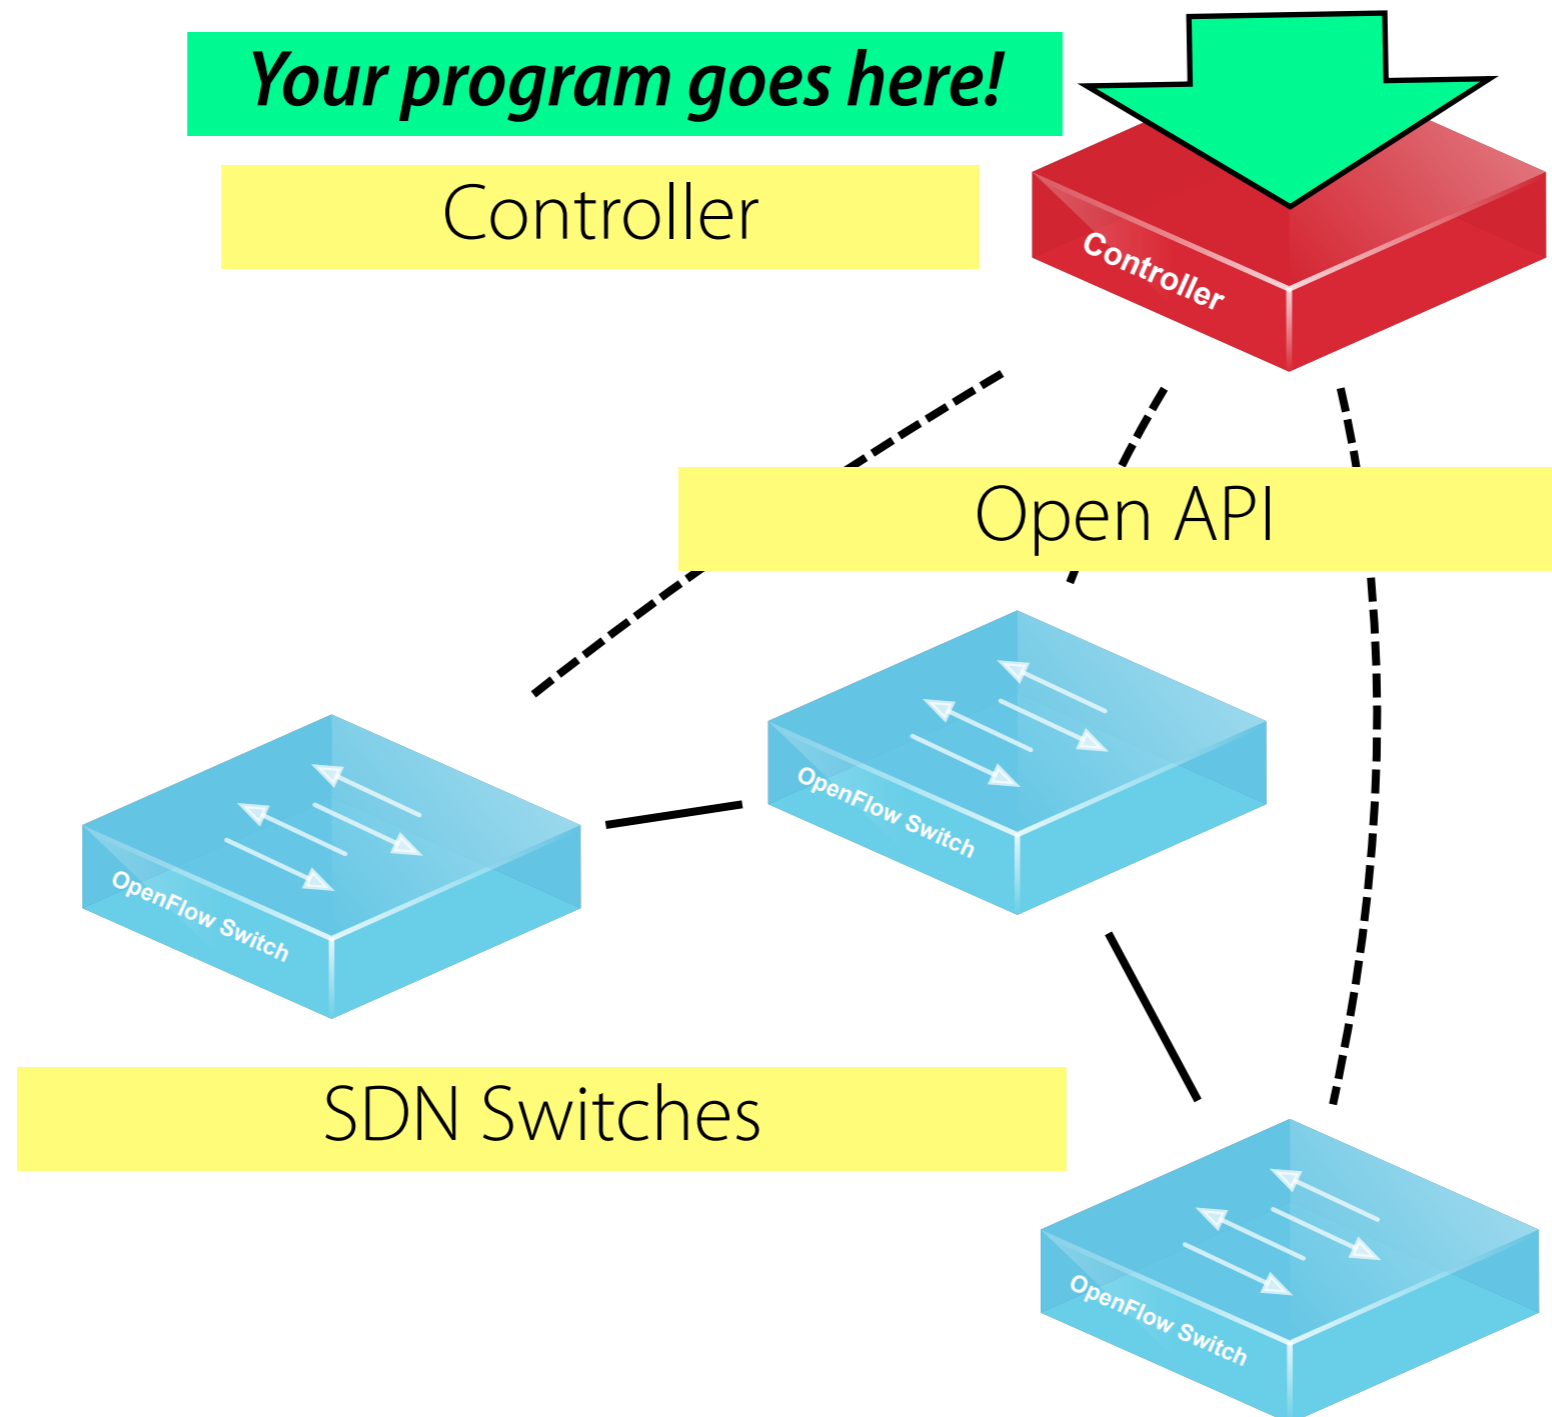 Your program goes here!
Controller
Controller
Open API
OpenFlow Switch
OpenFlow Switch
SDN Switches
OpenFlow Switch